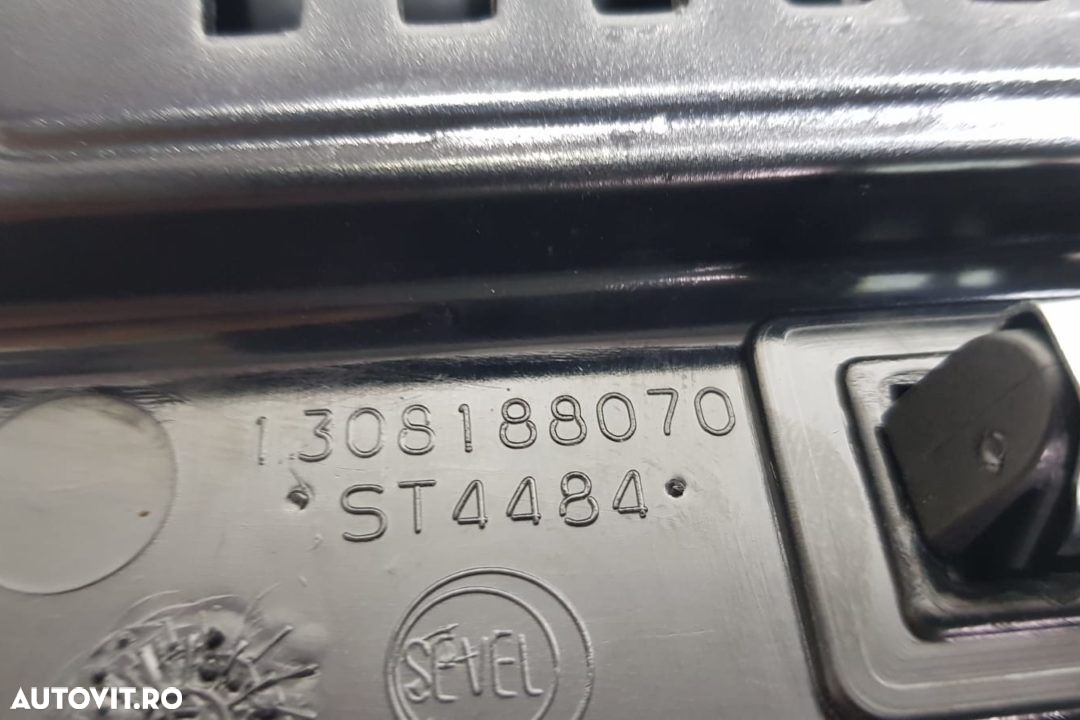 1308188070
• ST4484 •
SEVEL
AUTOVIT.RO